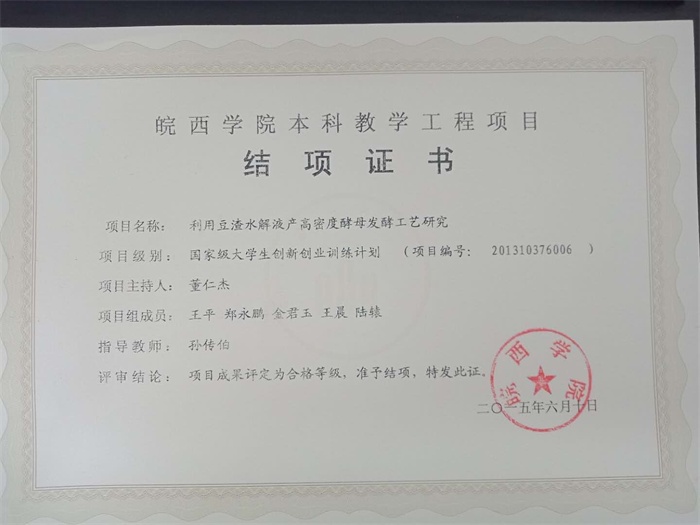 皖西学院本科教学工程项目
结项证书
项目名称： 利用豆渣水解液产高密度酵母发酵工艺研究
项目级别： 国家级大学生创新创业训练计划 （项目编号： 201310376006 ）
项目主持人： 董仁杰
项目组成员： 王平 郑永鹏 金君玉 王晨 陆辕
指导教师： 孙传伯
评审结论： 项目成果评定为合格等级，准予结项，特发此证。
皖西学院
二〇一五年六月十日